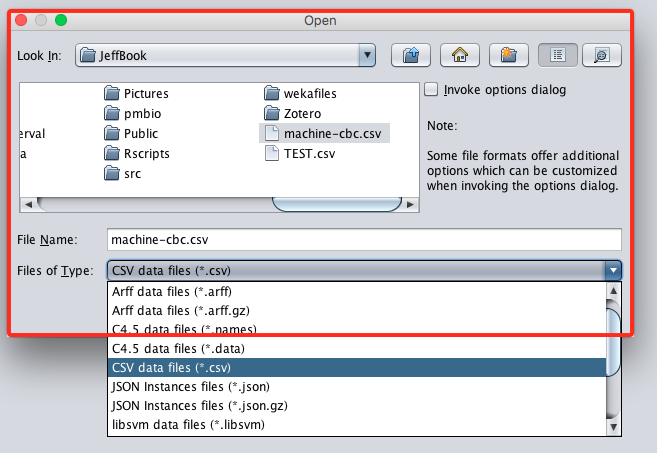 Open
Look In: JeffBook
Pictures
pmbio
Public
Rscripts
src
wekafiles
Zotero
machine-cbc.csv
TEST.csv
erval
a
Invoke options dialog
Note:
Some file formats offer additional
options which can be customized
when invoking the options dialog.
File Name: machine-cbc.csv
Files of Type: CSV data files (*.csv)
Arff data files (*.arff)
Arff data files (*.arff.gz)
C4.5 data files (*.names)
C4.5 data files (*.data)
CSV data files (*.csv)
JSON Instances files (*.json)
JSON Instances files (*.json.gz)
libsvm data files (*.libsvm)